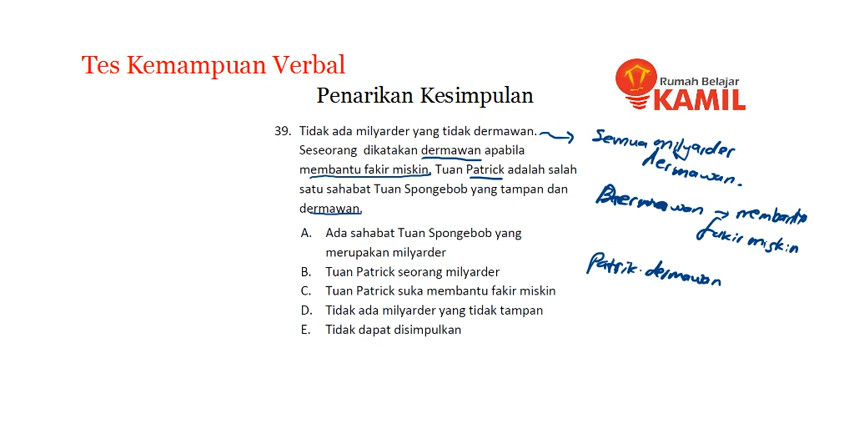 Tes Kemampuan Verbal
Rumah Belajar
KAMIL
Penarikan Kesimpulan
39. Tidak ada milyarder yang tidak dermawan.
Seseorang dikatakan dermawan apabila
membantu fakir miskin. Tuan Patrick adalah salah
satu sahabat Tuan Spongebob yang tampan dan
dermawan.
A. Ada sahabat Tuan Spongebob yang
merupakan milyarder
B. Tuan Patrick seorang milyarder
C. Tuan Patrick suka membantu fakir miskin
D. Tidak ada milyarder yang tidak tampan
E. Tidak dapat disimpulkan
Semua milyarder
dermawan.
Dermawan → membantu
fakir miskin
Patrik dermawan